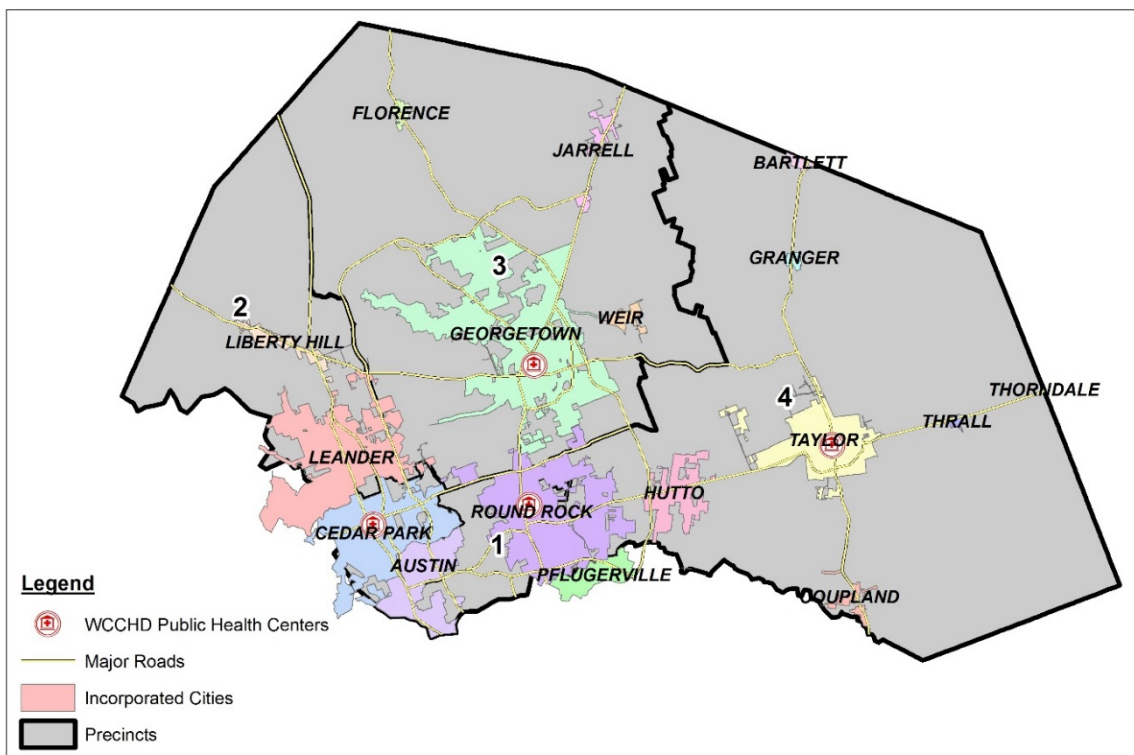 FLORENCE
JARRELL
BARTLETT
GRANGER
3
2
WEIR
LIBERTY HILL
GEORGETOWN
THORNDALE
4
THRALL
TAYLOR
LEANDER
HUTTO
ROUND ROCK
CEDAR PARK
1
AUSTIN
PFLUGERVILLE
COUPLAND
Legend
WCCHD Public Health Centers
Major Roads
Incorporated Cities
Precincts